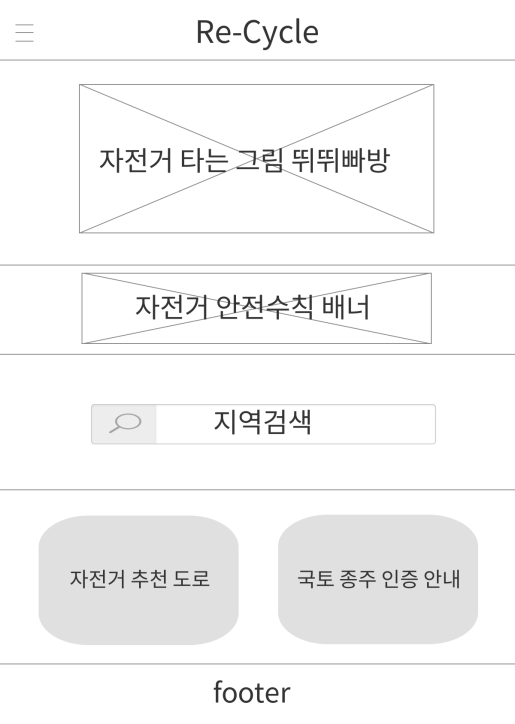 Re-Cycle
자전거 타는 그림 뛰뛰빠방
자전거 안전수칙 배너
지역검색
자전거 추천 도로
국토 종주 인증 안내
footer